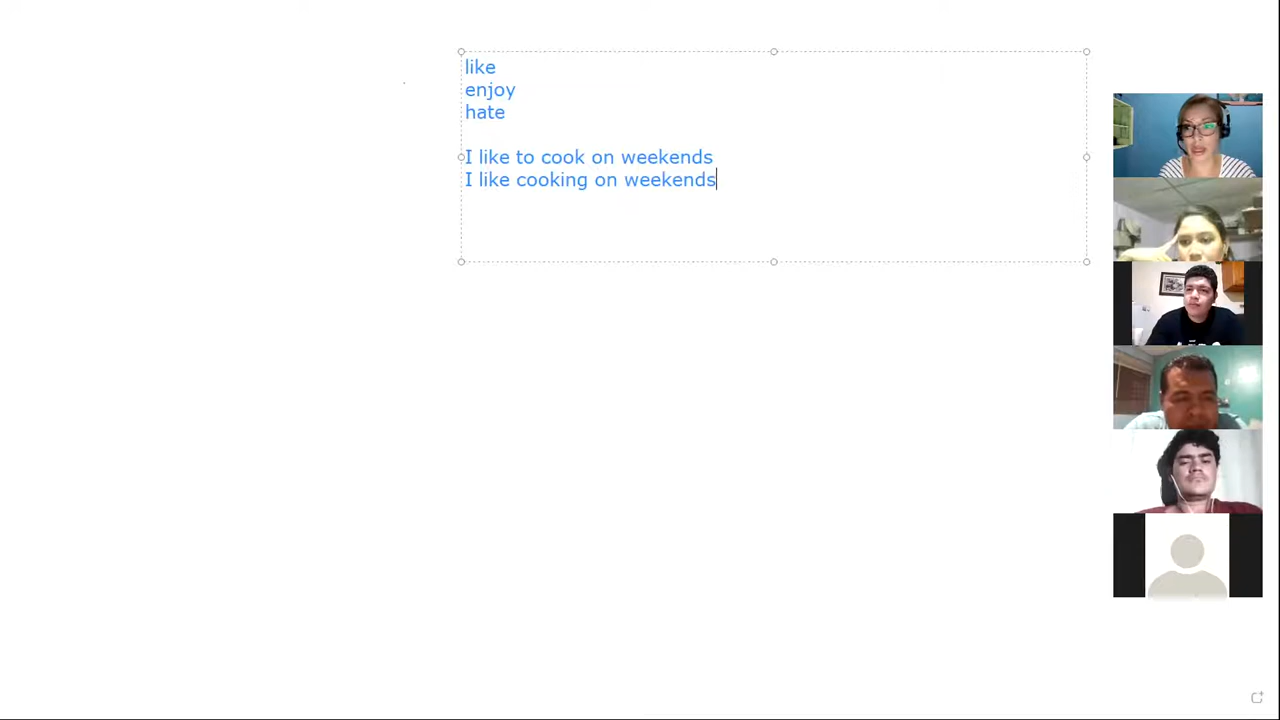 like
enjoy
hate
I like to cook on weekends
I like cooking on weekends